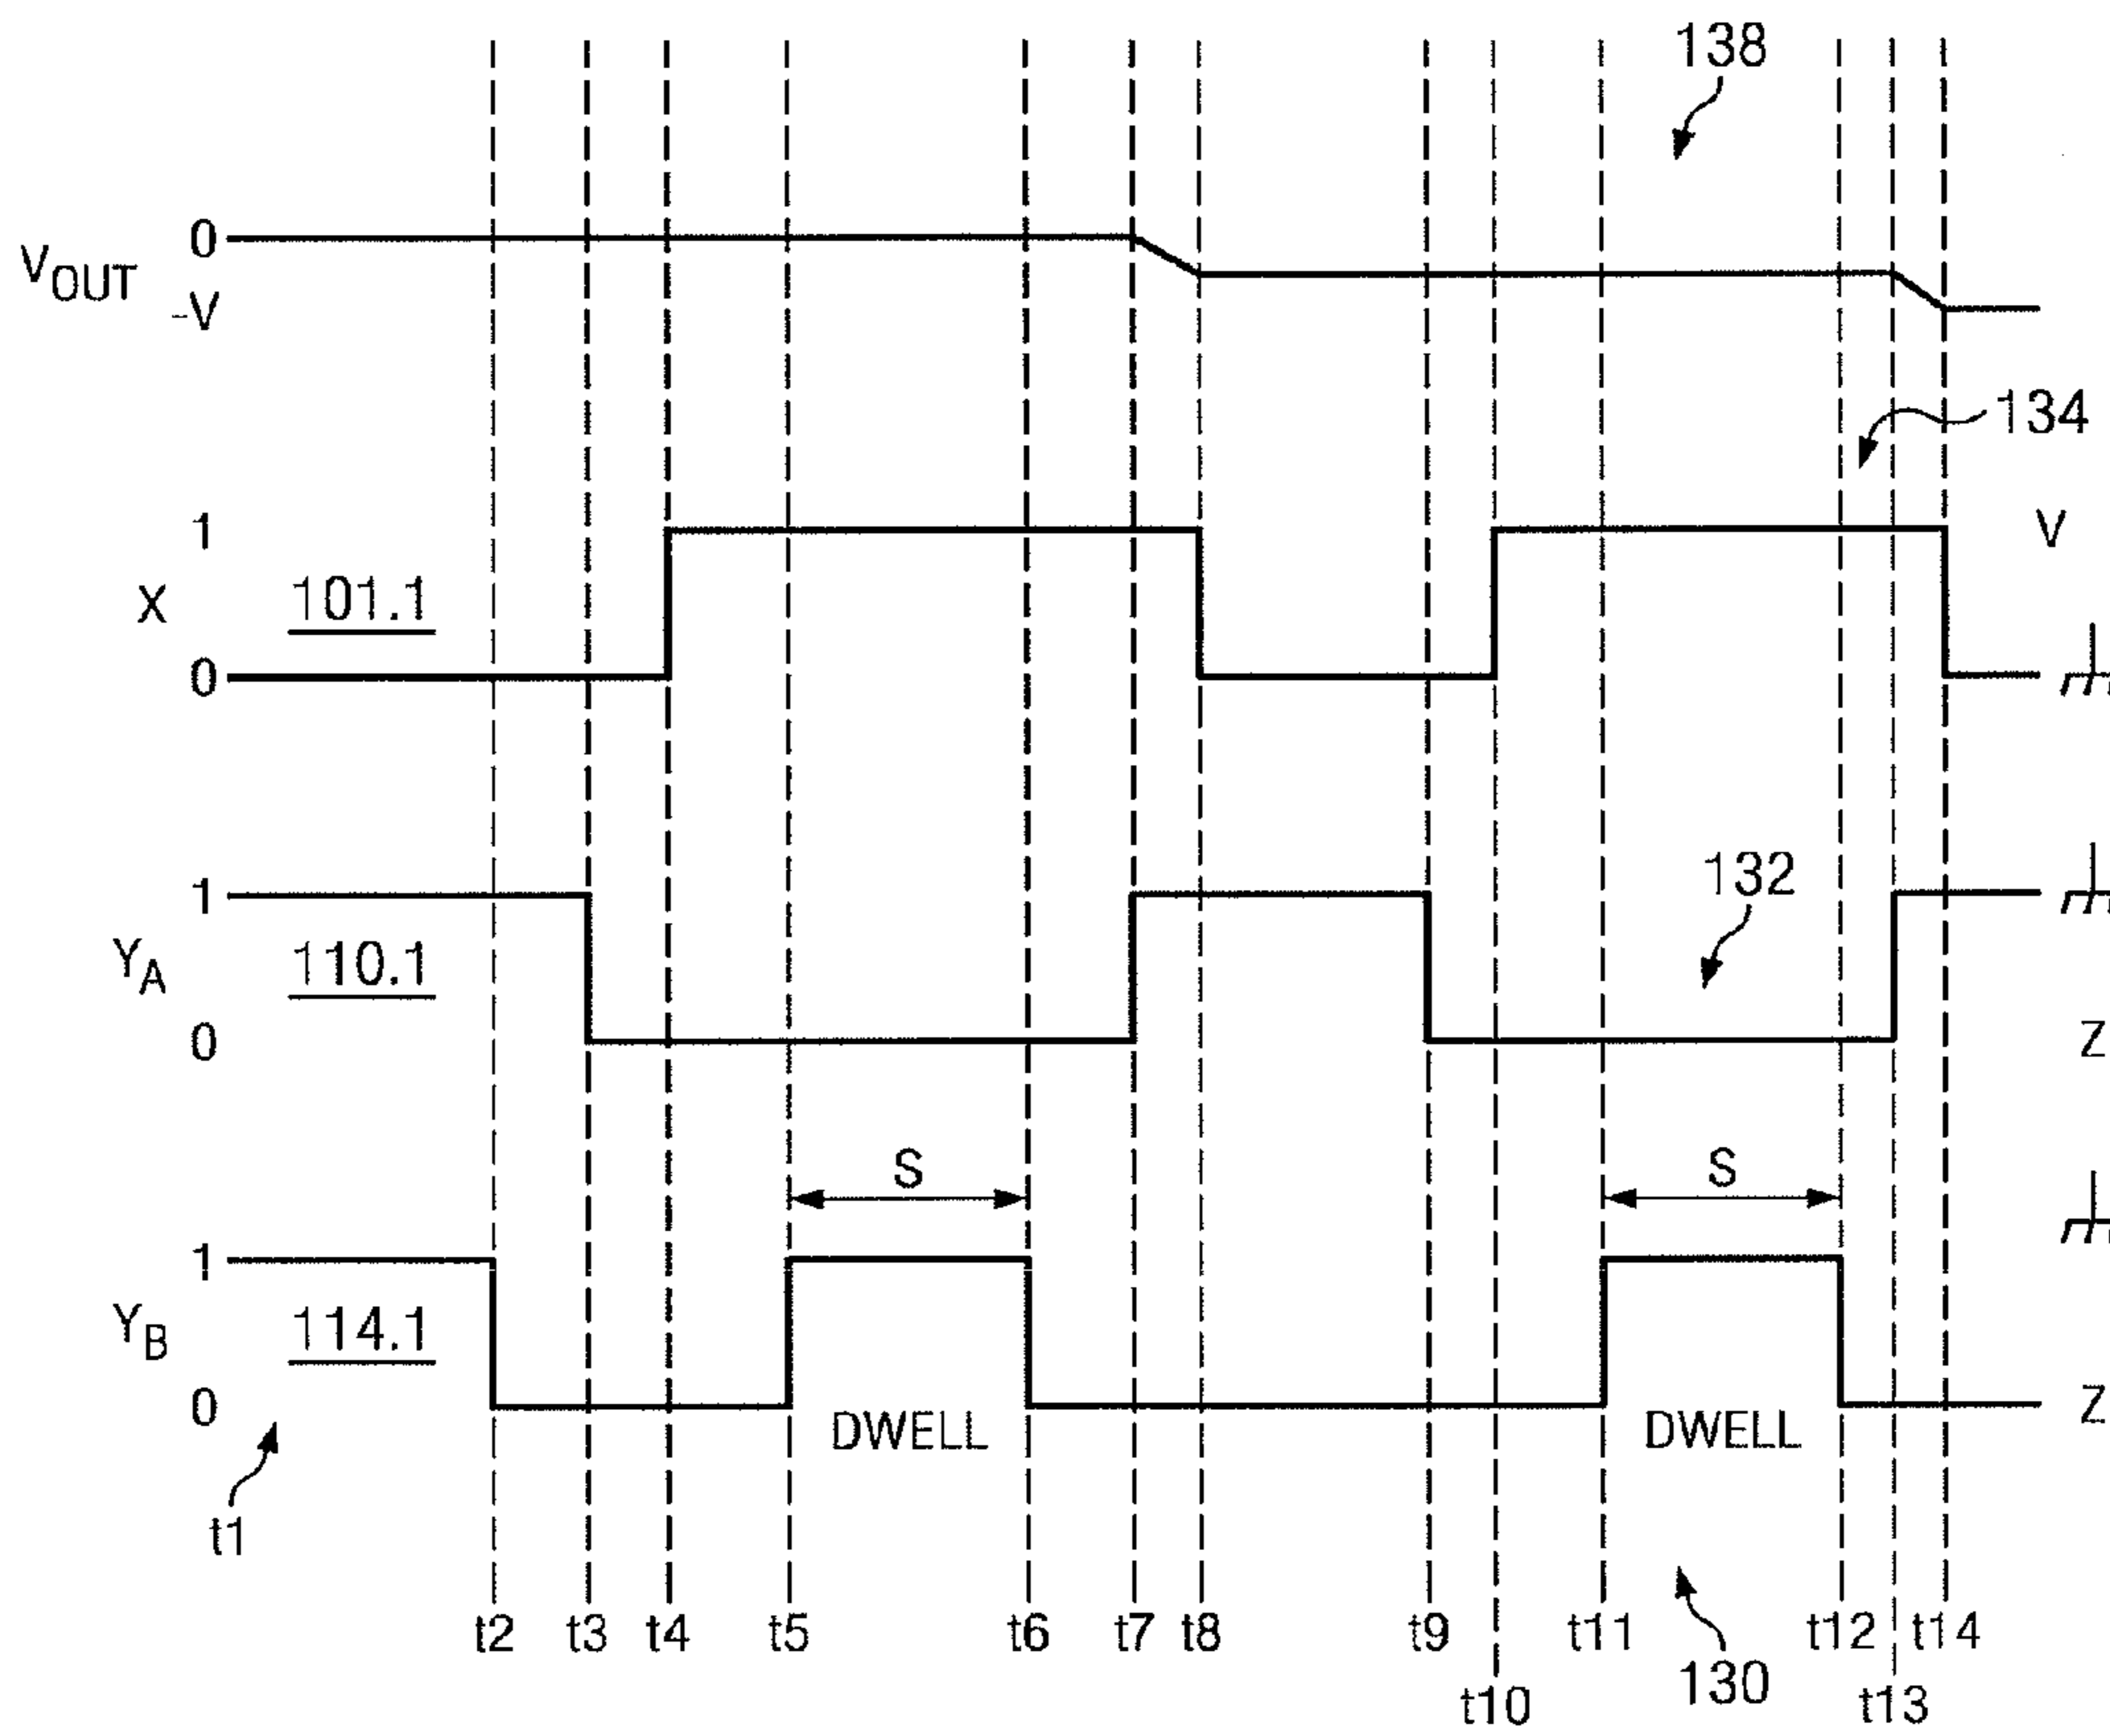 138
0
VOUT
-V
134
1
V
X
101.1
0
1
132
YA
110.1
0
Z
S
S
1
YB
114.1
0
DWELL
DWELL
Z
t1
t2 t3 t4 t5 t6 t7 t8 t9 t11 t12 t14
t10 130 t13